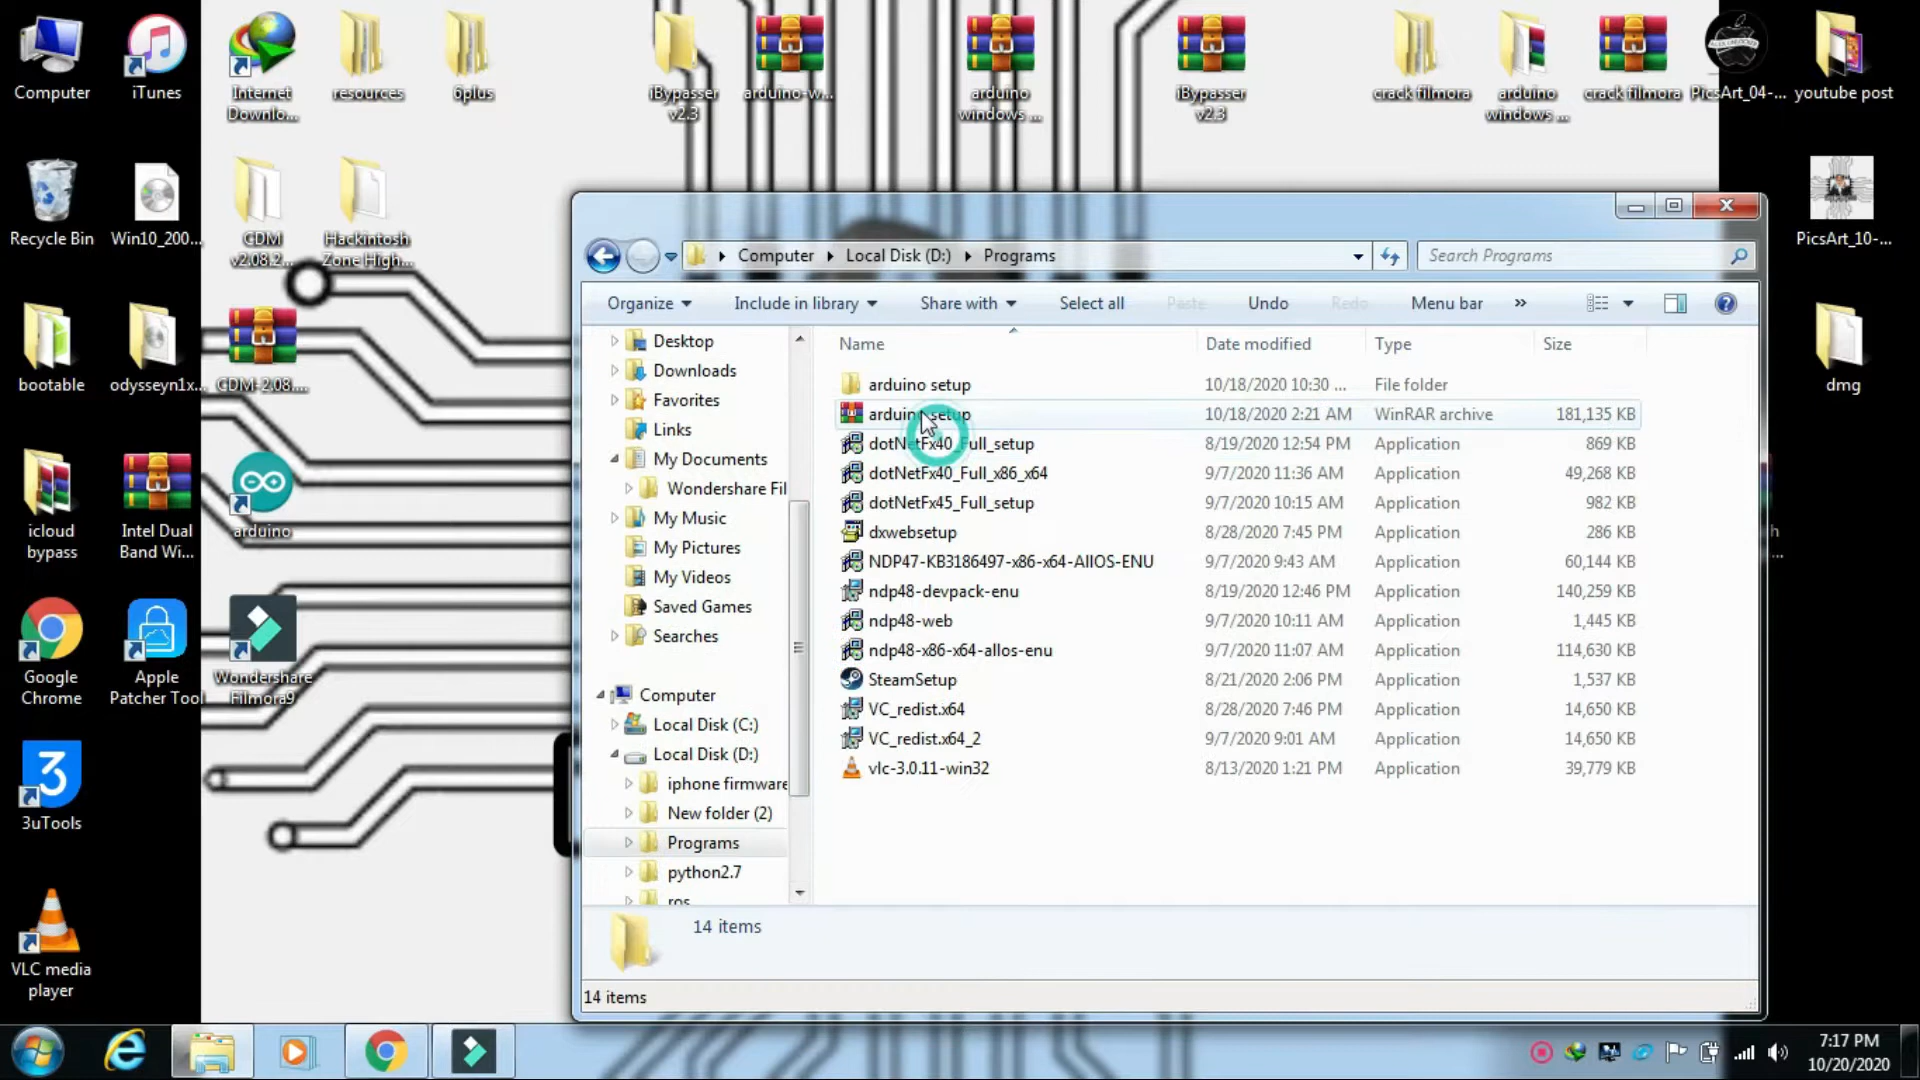 Computer
iTunes
Internet
Downlo...
resources
6plus
iBypasser
v2.3
arduino-w...
arduino
windows ...
iBypasser
v2.3
crack filmora
arduino
windows ...
crack filmora
PicsArt_04-...
youtube post
Recycle Bin
Win10_200...
CDM
v2.08.2...
Hackintosh
Zone High...
PicsArt_10-...
bootable
odysseyn1x...
CDM-2.08....
dmg
icloud
bypass
Intel Dual
Band Wi...
arduino
Google
Chrome
Apple
Patcher Tool
Wondershare
Filmora9
3uTools
VLC media
player
Computer
Local Disk (D:)
Programs
Search Programs
Organize
Include in library
Share with
Select all
Paste
Undo
Redo
Menu bar
»
Desktop
Downloads
Favorites
Links
My Documents
Wondershare Fil
My Music
My Pictures
My Videos
Saved Games
Searches
Computer
Local Disk (C:)
Local Disk (D:)
iphone firmware
New folder (2)
Programs
python2.7
ros
Name Date modified Type Size
arduino setup 10/18/2020 10:30 ... File folder
arduino setup 10/18/2020 2:21 AM WinRAR archive 181,135 KB
dotNetFx40_Full_setup 8/19/2020 12:54 PM Application 869 KB
dotNetFx40_Full_x86_x64 9/7/2020 11:36 AM Application 49,268 KB
dotNetFx45_Full_setup 9/7/2020 10:15 AM Application 982 KB
dxwebsetup 8/28/2020 7:45 PM Application 286 KB
NDP47-KB3186497-x86-x64-AllOS-ENU 9/7/2020 9:43 AM Application 60,144 KB
ndp48-devpack-enu 8/19/2020 12:46 PM Application 140,259 KB
ndp48-web 9/7/2020 10:11 AM Application 1,445 KB
ndp48-x86-x64-allos-enu 9/7/2020 11:07 AM Application 114,630 KB
SteamSetup 8/21/2020 2:06 PM Application 1,537 KB
VC_redist.x64 8/28/2020 7:46 PM Application 14,650 KB
VC_redist.x64_2 9/7/2020 9:01 AM Application 14,650 KB
vlc-3.0.11-win32 8/13/2020 1:21 PM Application 39,779 KB
14 items
14 items
7:17 PM
10/20/2020